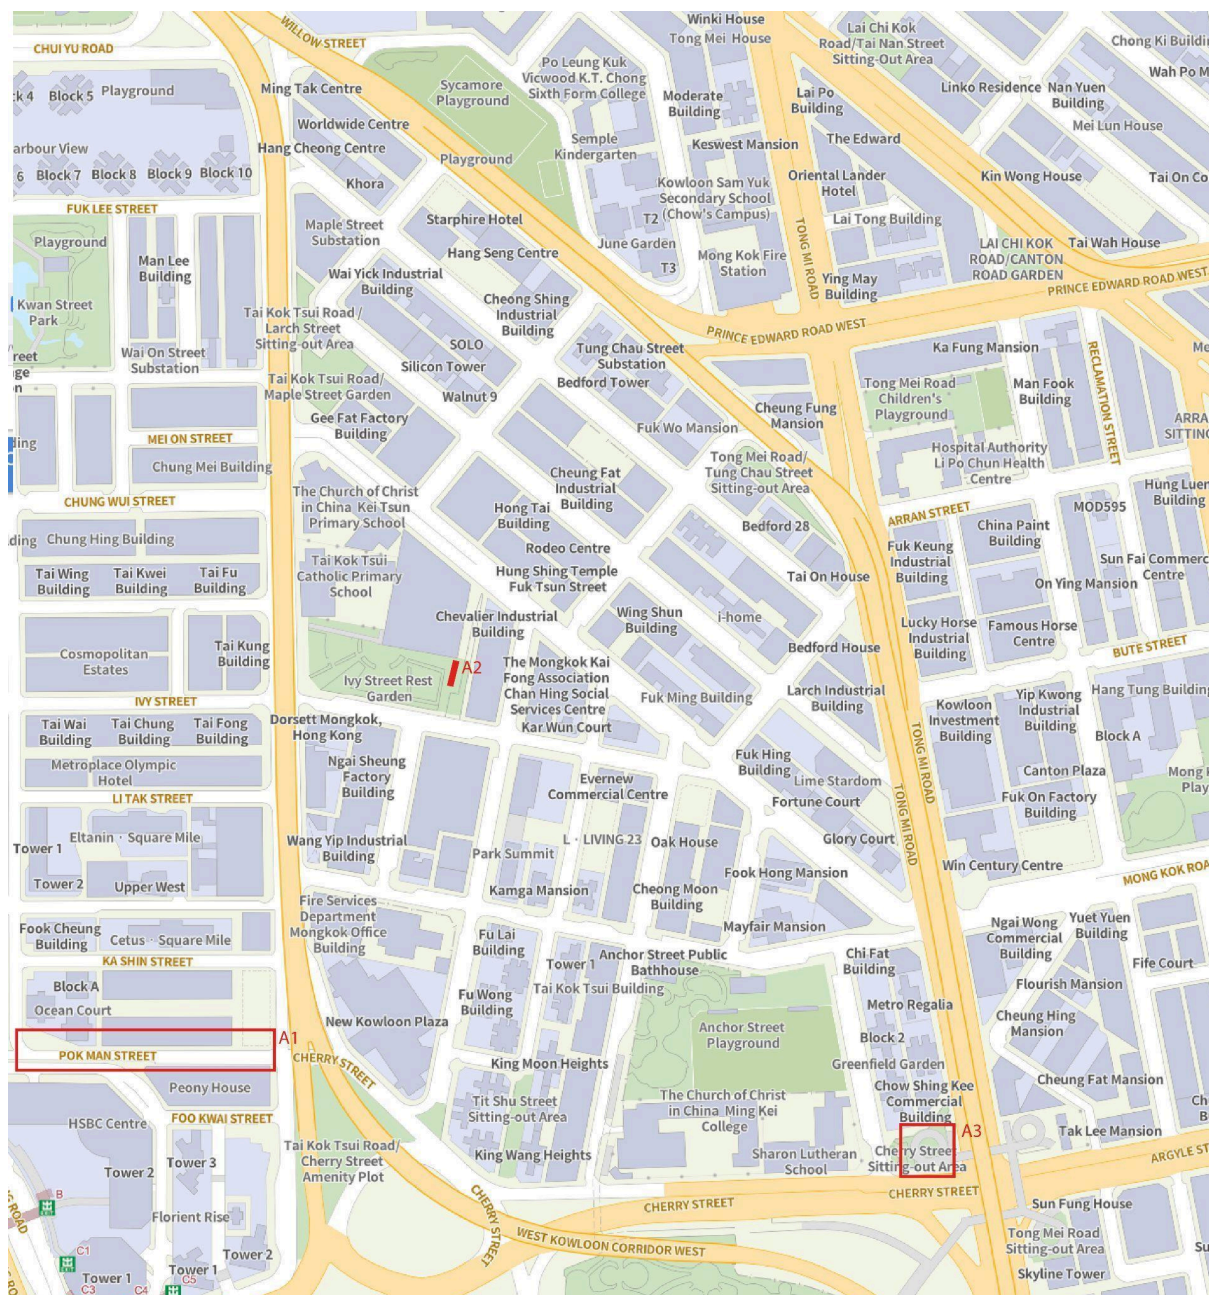 CHUI YU ROAD
WILLOW STREET
Winki House
Tong Mei House
Lai Chi Kok
Road/Tai Nan Street
Sitting-Out Area
Po Leung Kuk
Vicwood K.T. Chong
Sixth Form College
Block 5
Playground
Ming Tak Centre
Sycamore
Playground
Moderate
Building
Lai Po
Building
Linko Residence
Nan Yuen
Building
Mei Lun House
Worldwide Centre
Hang Cheong Centre
Playground
Semple
Kindergarten
Keswest Mansion
The Edward
6
Block 7
Block 8
Block 9
Block 10
Khora
Kowloon Sam Yuk
Secondary School
(Chow's Campus)
Oriental Lander
Hotel
Kin Wong House
FUK LEE STREET
Maple Street
Substation
Starphire Hotel
Hang Seng Centre
T2
June Garden
T3
Mong Kok Fire
Station
TONG MI ROAD
Lai Tong Building
LAI CHI KOK
ROAD/CANTON
ROAD GARDEN
Tai Wah House
Playground
Man Lee
Building
Wai Yick Industrial
Building
Ying May
Building
PRINCE EDWARD ROAD WEST
Kwan Street
Park
Tai Kok Tsui Road /
Larch Street
Sitting-out Area
Cheong Shing
Industrial
Building
PRINCE EDWARD ROAD WEST
Wai On Street
Substation
SOLO
Silicon Tower
Walnut 9
Tung Chau Street
Substation
Bedford Tower
Ka Fung Mansion
RECLAMATION STREET
Tai Kok Tsui Road/
Maple Street Garden
Gee Fat Factory
Building
Fuk Wo Mansion
Cheung Fung
Mansion
Tong Mei Road
Children's
Playground
Man Fook
Building
MEI ON STREET
Chung Mei Building
Hospital Authority
Li Po Chun Health
Centre
CHUNG WUI STREET
The Church of Christ
in China Kei Tsun
Primary School
Cheung Fat
Industrial
Building
Tong Mei Road/
Tung Chau Street
Sitting-out Area
Hung Luen
Building
Hong Tai
Building
ARRAN STREET
MOD595
Chung Hing Building
Rodeo Centre
Bedford 28
China Paint
Building
Tai Wing
Building
Tai Kwei
Building
Tai Fu
Building
Tai Kok Tsui
Catholic Primary
School
Hung Shing Temple
Fuk Tsun Street
Tai On House
Fuk Keung
Industrial
Building
On Ying Mansion
Sun Fai Commerc
Centre
Chevalier Industrial
Building
Wing Shun
Building
i-home
Lucky Horse
Industrial
Building
Famous Horse
Centre
BUTE STREET
Cosmopolitan
Estates
Tai Kung
Building
A2
Bedford House
Ivy Street Rest
Garden
The Mongkok Kai
Fong Association
Chan Hing Social
Services Centre
Kar Wun Court
Fuk Ming Building
Larch Industrial
Building
Kowloon
Investment
Building
Yip Kwong
Industrial
Building
Hang Tung Building
IVY STREET
Tai Wai
Building
Tai Chung
Building
Tai Fong
Building
Dorsett Mongkok,
Hong Kong
TONG MI ROAD
Block A
Metroplace Olympic
Hotel
Ngai Sheung
Factory
Building
Evernew
Commercial Centre
Fuk Hing
Building
Lime Stardom
Fortune Court
TONG MI ROAD
Canton Plaza
Fuk On Factory
Building
LI TAK STREET
Eltanin · Square Mile
Tower 1
Wang Yip Industrial
Building
Park Summit
L · LIVING 23
Oak House
Glory Court
Win Century Centre
Tower 2
Upper West
Kamga Mansion
Cheong Moon
Building
Fook Hong Mansion
Fook Cheung
Building
Cetus · Square Mile
Fire Services
Department
Mongkok Office
Building
Fu Lai
Building
Mayfair Mansion
Ngai Wong
Commercial
Building
Yuet Yuen
Building
KA SHIN STREET
Tower 1
Tai Kok Tsui Building
Anchor Street Public
Bathhouse
Chi Fat
Building
Fife Court
Block A
Ocean Court
Fu Wong
Building
Metro Regalia
Flourish Mansion
New Kowloon Plaza
Anchor Street
Playground
Block 2
Cheung Hing
Mansion
A1
POK MAN STREET
CHERRY STREET
King Moon Heights
Greenfield Garden
Peony House
Tit Shu Street
Sitting-out Area
The Church of Christ
in China Ming Kei
College
Chow Shing Kee
Commercial
Building
Cheung Fat Mansion
FOO KWAI STREET
HSBC Centre
A3
Tak Lee Mansion
Tower 2
Tower 3
Tai Kok Tsui Road/
Cherry Street
Amenity Plot
King Wang Heights
Sharon Lutheran
School
Cherry Street
Sitting-out Area
CHERRY STREET
CHERRY STREET
CHERRY STREET
Sun Fung House
B
Florient Rise
WEST KOWLOON CORRIDOR WEST
Tong Mei Road
Sitting-out Area
C1
Tower 2
Tower 1
Tower 1
C3
C4
C5
Skyline Tower